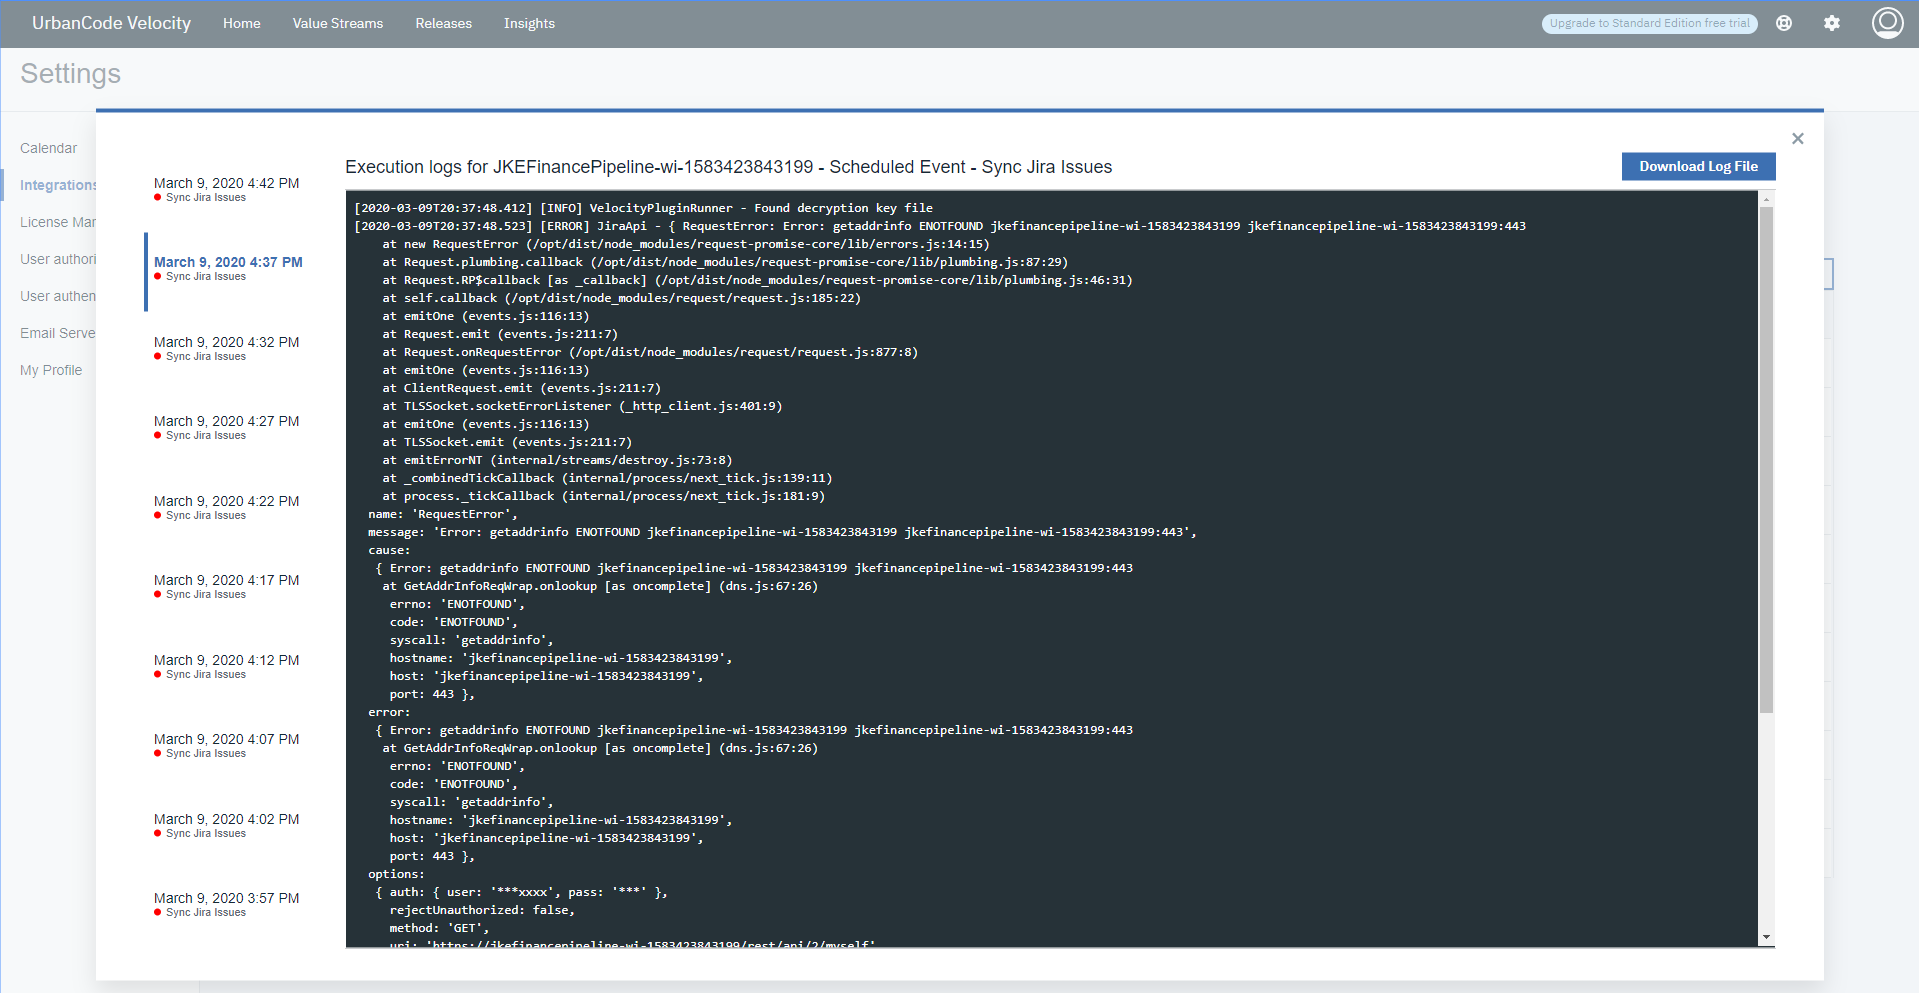 UrbanCode Velocity Home Value Streams Releases Insights Upgrade to Standard Edition free trial
Settings
Calendar
Integrations
License Mar
User authori
User authen
Email Serve
My Profile
March 9, 2020 4:42 PM
Sync Jira Issues
March 9, 2020 4:37 PM
Sync Jira Issues
March 9, 2020 4:32 PM
Sync Jira Issues
March 9, 2020 4:27 PM
Sync Jira Issues
March 9, 2020 4:22 PM
Sync Jira Issues
March 9, 2020 4:17 PM
Sync Jira Issues
March 9, 2020 4:12 PM
Sync Jira Issues
March 9, 2020 4:07 PM
Sync Jira Issues
March 9, 2020 4:02 PM
Sync Jira Issues
March 9, 2020 3:57 PM
Sync Jira Issues
Execution logs for JKEFinancePipeline-wi-1583423843199 - Scheduled Event - Sync Jira Issues
Download Log File
[2020-03-09T20:37:48.412] [INFO] VelocityPluginRunner - Found decryption key file
[2020-03-09T20:37:48.523] [ERROR] JiraApi - { RequestError: Error: getaddrinfo ENOTFOUND jkefinancepipeline-wi-1583423843199 jkefinancepipeline-wi-1583423843199:443
at new RequestError (/opt/dist/node_modules/request-promise-core/lib/errors.js:14:15)
at Request.plumbing.callback (/opt/dist/node_modules/request-promise-core/lib/plumbing.js:87:29)
at Request.RP$callback [as _callback] (/opt/dist/node_modules/request-promise-core/lib/plumbing.js:46:31)
at self.callback (/opt/dist/node_modules/request/request.js:185:22)
at emitOne (events.js:116:13)
at Request.emit (events.js:211:7)
at Request.onRequestError (/opt/dist/node_modules/request/request.js:877:8)
at emitOne (events.js:116:13)
at ClientRequest.emit (events.js:211:7)
at TLSSocket.socketErrorListener (_http_client.js:401:9)
at emitOne (events.js:116:13)
at TLSSocket.emit (events.js:211:7)
at emitErrorNT (internal/streams/destroy.js:73:8)
at _combinedTickCallback (internal/process/next_tick.js:139:11)
at process._tickCallback (internal/process/next_tick.js:181:9)
name: 'RequestError',
message: 'Error: getaddrinfo ENOTFOUND jkefinancepipeline-wi-1583423843199 jkefinancepipeline-wi-1583423843199:443',
cause:
{ Error: getaddrinfo ENOTFOUND jkefinancepipeline-wi-1583423843199 jkefinancepipeline-wi-1583423843199:443
at GetAddrInfoReqWrap.onlookup [as oncomplete] (dns.js:67:26)
errno: 'ENOTFOUND',
code: 'ENOTFOUND',
syscall: 'getaddrinfo',
hostname: 'jkefinancepipeline-wi-1583423843199',
host: 'jkefinancepipeline-wi-1583423843199',
port: 443 },
error:
{ Error: getaddrinfo ENOTFOUND jkefinancepipeline-wi-1583423843199 jkefinancepipeline-wi-1583423843199:443
at GetAddrInfoReqWrap.onlookup [as oncomplete] (dns.js:67:26)
errno: 'ENOTFOUND',
code: 'ENOTFOUND',
syscall: 'getaddrinfo',
hostname: 'jkefinancepipeline-wi-1583423843199',
host: 'jkefinancepipeline-wi-1583423843199',
port: 443 },
options:
{ auth: { user: '***xxxx', pass: '***' },
rejectUnauthorized: false,
method: 'GET',
uri: 'https://jkefinancepipeline-wi-1583423843199/rest/api/2/myself'